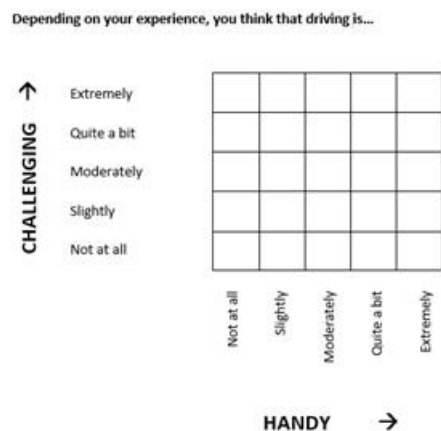 Depending on your experience, you think that driving is...
CHALLENGING →
Extremely
Quite a bit
Moderately
Slightly
Not at all
Not at all
Slightly
Moderately
Quite a bit
Extremely
HANDY →